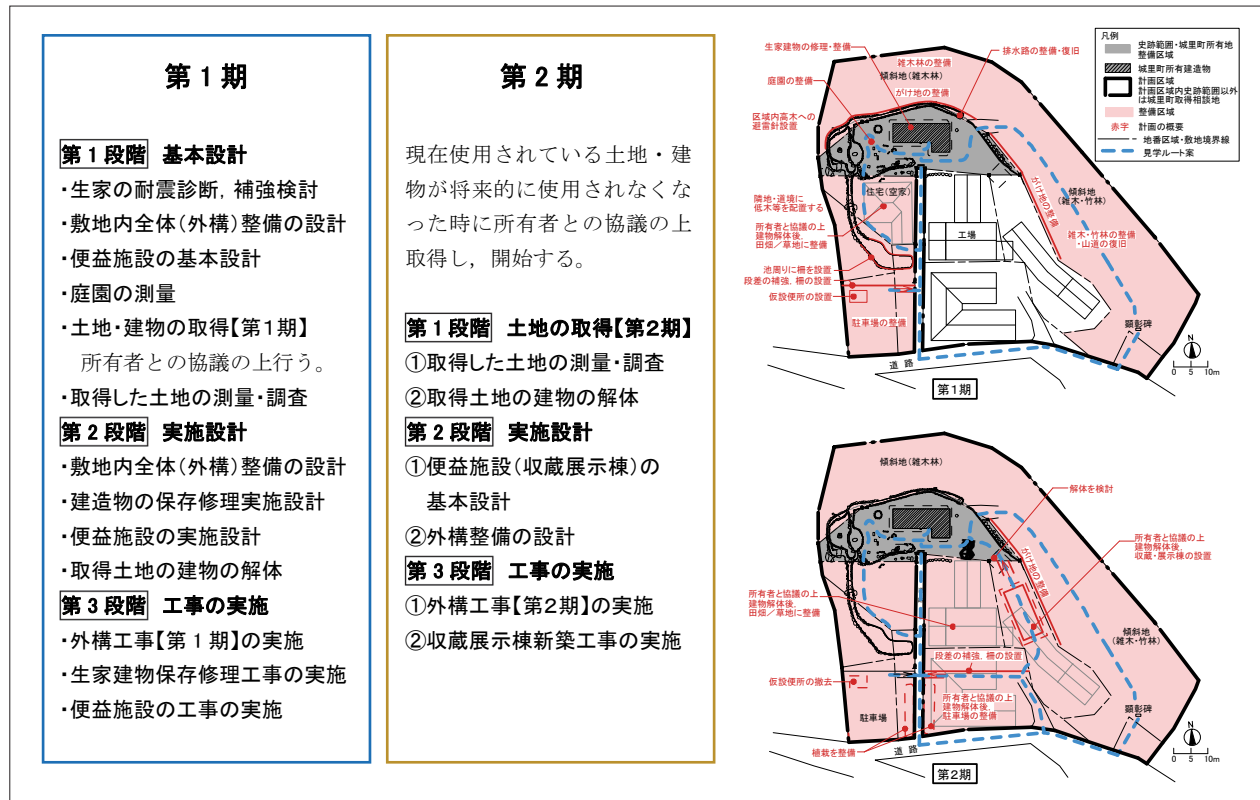 第1期
第1段階 基本設計
・生家の耐震診断，補強検討
・敷地内全体（外構）整備の設計
・便益施設の基本設計
・庭園の測量
・土地・建物の取得【第1期】
所有者との協議の上行う。
・取得した土地の測量・調査
第2段階 実施設計
・敷地内全体（外構）整備の設計
・建造物の保存修理実施設計
・便益施設の実施設計
・取得土地の建物の解体
第3段階 工事の実施
・外構工事【第1期】の実施
・生家建物保存修理工事の実施
・便益施設の工事の実施
第2期
現在使用されている土地・建
物が将来的に使用されなくな
った時に所有者との協議の上
取得し，開始する。
第1段階 土地の取得【第2期】
①取得した土地の測量・調査
②取得土地の建物の解体
第2段階 実施設計
①便益施設（収蔵展示棟）の
基本設計
②外構整備の設計
第3段階 工事の実施
①外構工事【第2期】の実施
②収蔵展示棟新築工事の実施
生家建物の修理・整備
排水路の整備・復旧
雑木林の整備
傾斜地（雑木林）
庭園の整備
がけ地の整備
区域内高木への
避雷針設置
住宅（空家）
隣地・道境に
低木等を配置する
所有者と協議の上
建物解体後，
田畑／草地に整備
工場
がけ地の整備
傾斜地
（雑木・竹林）
雑木・竹林の整備
・山道の復旧
池周りに柵を設置
段差の補強，柵の設置
仮設便所の設置
駐車場の整備
顕彰碑
道路
N
0 5 10m
第1期
凡例
史跡範囲・城里町所有地
整備区域
城里町所有建造物
計画区域
計画区域内史跡範囲以外
は城里町取得相談地
整備区域
赤字 計画の概要
地番区域・敷地境界線
見学ルート案
傾斜地（雑木林）
解体を検討
所有者と協議の上
建物解体後，
収蔵・展示棟の設置
がけ地の整備
所有者と協議の上
建物解体後，
田畑／草地に整備
傾斜地
（雑木・竹林）
段差の補強，柵の設置
仮設便所の撤去
所有者と協議の上
建物解体後，
駐車場の整備
駐車場
顕彰碑
植栽を整備
道路
N
0 5 10m
第2期